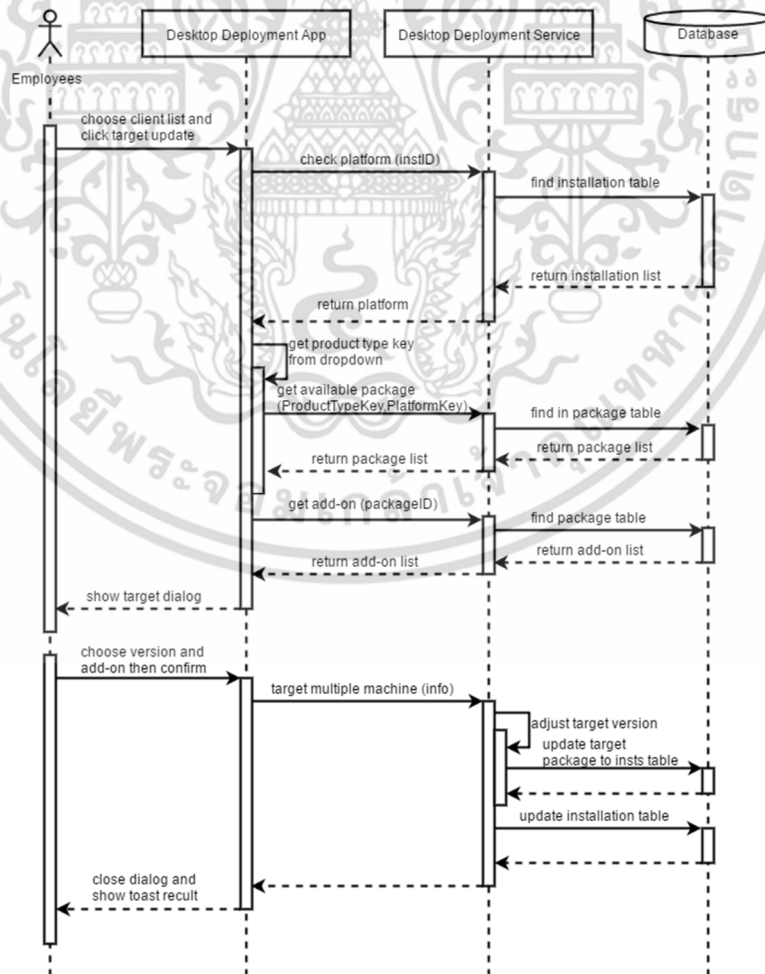 Desktop Deployment App
Desktop Deployment Service
Database
Employees
choose client list and
click target update
check platform (instID)
find installation table
return installation list
return platform
get product type key
from dropdown
get available package
(ProductTypeKey,PlatformKey)
find in package table
return package list
return package list
get add-on (packageID)
find package table
return add-on list
return add-on list
show target dialog
choose version and
add-on then confirm
target multiple machine (info)
adjust target version
update target
package to insts table
update installation table
close dialog and
show toast recult